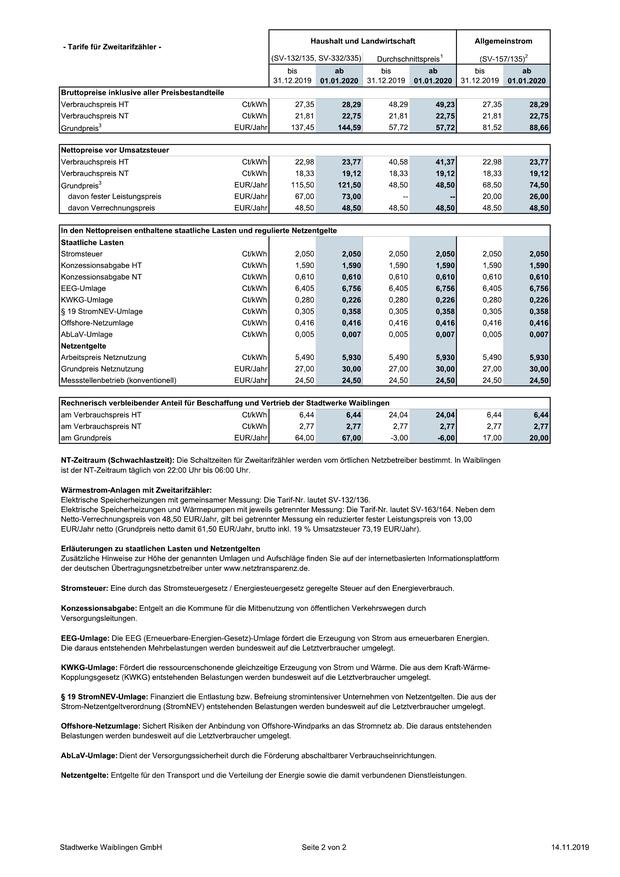 Haushalt und Landwirtschaft Allgemeinstrom
- Tarife für Zweitarifzähler -
(SV-132/135, SV-332/335) Durchschnittspreis¹ (SV-157/135)²
bis ab bis ab bis ab
31.12.2019 01.01.2020 31.12.2019 01.01.2020 31.12.2019 01.01.2020
Bruttopreise inklusive aller Preisbestandteile
Verbrauchspreis HT Ct/kWh 27,35 28,29 48,29 49,23 27,35 28,29
Verbrauchspreis NT Ct/kWh 21,81 22,75 21,81 22,75 21,81 22,75
Grundpreis³ EUR/Jahr 137,45 144,59 57,72 57,72 81,52 88,66
Nettopreise vor Umsatzsteuer
Verbrauchspreis HT Ct/kWh 22,98 23,77 40,58 41,37 22,98 23,77
Verbrauchspreis NT Ct/kWh 18,33 19,12 18,33 19,12 18,33 19,12
Grundpreis³ EUR/Jahr 115,50 121,50 48,50 48,50 68,50 74,50
davon fester Leistungspreis EUR/Jahr 67,00 73,00 -- -- 20,00 26,00
davon Verrechnungspreis EUR/Jahr 48,50 48,50 48,50 48,50 48,50 48,50
In den Nettopreisen enthaltene staatliche Lasten und regulierte Netzentgelte
Staatliche Lasten
Stromsteuer Ct/kWh 2,050 2,050 2,050 2,050 2,050 2,050
Konzessionsabgabe HT Ct/kWh 1,590 1,590 1,590 1,590 1,590 1,590
Konzessionsabgabe NT Ct/kWh 0,610 0,610 0,610 0,610 0,610 0,610
EEG-Umlage Ct/kWh 6,405 6,756 6,405 6,756 6,405 6,756
KWKG-Umlage Ct/kWh 0,280 0,226 0,280 0,226 0,280 0,226
§ 19 StromNEV-Umlage Ct/kWh 0,305 0,358 0,305 0,358 0,305 0,358
Offshore-Netzumlage Ct/kWh 0,416 0,416 0,416 0,416 0,416 0,416
AbLaV-Umlage Ct/kWh 0,005 0,007 0,005 0,007 0,005 0,007
Netzentgelte
Arbeitspreis Netznutzung Ct/kWh 5,490 5,930 5,490 5,930 5,490 5,930
Grundpreis Netznutzung EUR/Jahr 27,00 30,00 27,00 30,00 27,00 30,00
Messstellenbetrieb (konventionell) EUR/Jahr 24,50 24,50 24,50 24,50 24,50 24,50
Rechnerisch verbleibender Anteil für Beschaffung und Vertrieb der Stadtwerke Waiblingen
am Verbrauchspreis HT Ct/kWh 6,44 6,44 24,04 24,04 6,44 6,44
am Verbrauchspreis NT Ct/kWh 2,77 2,77 2,77 2,77 2,77 2,77
am Grundpreis EUR/Jahr 64,00 67,00 -3,00 -6,00 17,00 20,00
NT-Zeitraum (Schwachlastzeit): Die Schaltzeiten für Zweitarifzähler werden vom örtlichen Netzbetreiber bestimmt. In Waiblingen
ist der NT-Zeitraum täglich von 22:00 Uhr bis 06:00 Uhr.
Wärmestrom-Anlagen mit Zweitarifzähler:
Elektrische Speicherheizungen mit gemeinsamer Messung: Die Tarif-Nr. lautet SV-132/136.
Elektrische Speicherheizungen und Wärmepumpen mit jeweils getrennter Messung: Die Tarif-Nr. lautet SV-163/164. Neben dem
Netto-Verrechnungspreis von 48,50 EUR/Jahr, gilt bei getrennter Messung ein reduzierter fester Leistungspreis von 13,00
EUR/Jahr netto (Grundpreis netto damit 61,50 EUR/Jahr, brutto inkl. 19 % Umsatzsteuer 73,19 EUR/Jahr).
Erläuterungen zu staatlichen Lasten und Netzentgelten
Zusätzliche Hinweise zur Höhe der genannten Umlagen und Aufschläge finden Sie auf der internetbasierten Informationsplattform
der deutschen Übertragungsnetzbetreiber unter www.netztransparenz.de.
Stromsteuer: Eine durch das Stromsteuergesetz / Energiesteuergesetz geregelte Steuer auf den Energieverbrauch.
Konzessionsabgabe: Entgelt an die Kommune für die Mitbenutzung von öffentlichen Verkehrswegen durch
Versorgungsleitungen.
EEG-Umlage: Die EEG (Erneuerbare-Energien-Gesetz)-Umlage fördert die Erzeugung von Strom aus erneuerbaren Energien.
Die daraus entstehenden Mehrbelastungen werden bundesweit auf die Letztverbraucher umgelegt.
KWKG-Umlage: Fördert die ressourcenschonende gleichzeitige Erzeugung von Strom und Wärme. Die aus dem Kraft-Wärme-
Kopplungsgesetz (KWKG) entstehenden Belastungen werden bundesweit auf die Letztverbraucher umgelegt.
§ 19 StromNEV-Umlage: Finanziert die Entlastung bzw. Befreiung stromintensiver Unternehmen von Netzentgelten. Die aus der
Strom-Netzentgeltverordnung (StromNEV) entstehenden Belastungen werden bundesweit auf die Letztverbraucher umgelegt.
Offshore-Netzumlage: Sichert Risiken der Anbindung von Offshore-Windparks an das Stromnetz ab. Die daraus entstehenden
Belastungen werden bundesweit auf die Letztverbraucher umgelegt.
AbLaV-Umlage: Dient der Versorgungssicherheit durch die Förderung abschaltbarer Verbrauchseinrichtungen.
Netzentgelte: Entgelte für den Transport und die Verteilung der Energie sowie die damit verbundenen Dienstleistungen.
Stadtwerke Waiblingen GmbH Seite 2 von 2 14.11.2019